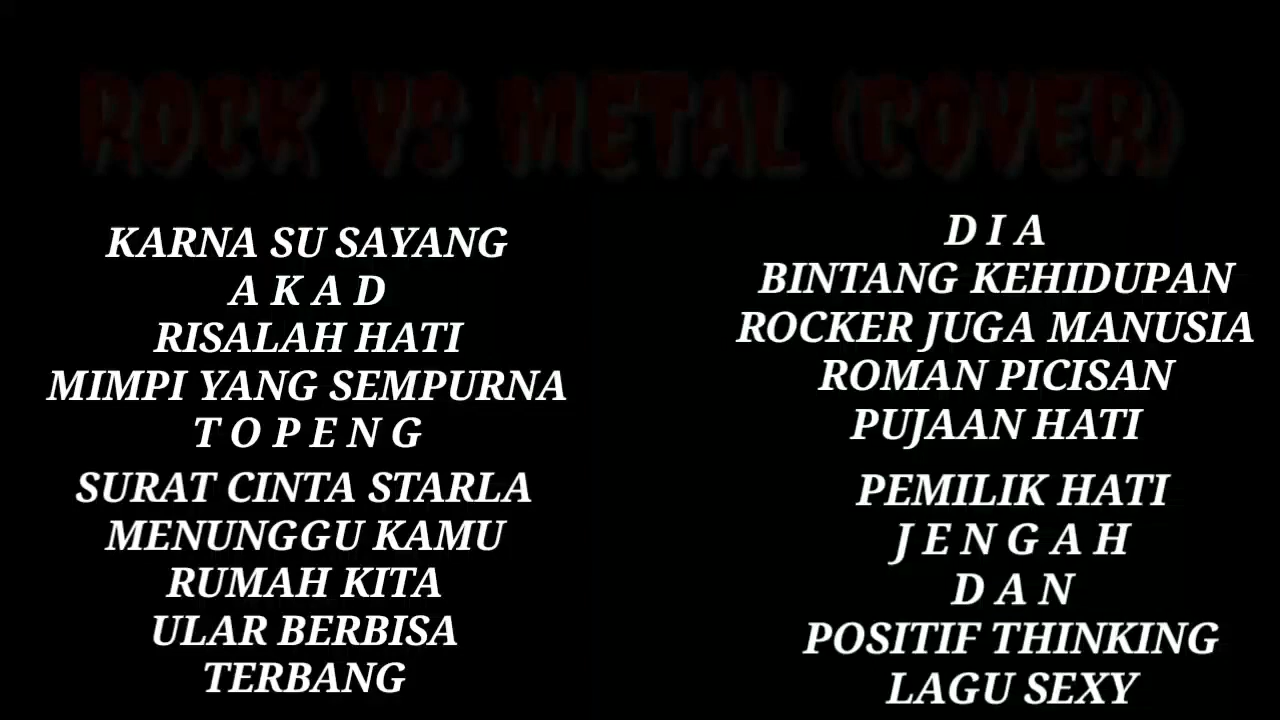 ROCK VS METAL (COVER)
KARNA SU SAYANG
A K A D
RISALAH HATI
MIMPI YANG SEMPURNA
T O P E N G
SURAT CINTA STARLA
MENUNGGU KAMU
RUMAH KITA
ULAR BERBISA
TERBANG
D I A
BINTANG KEHIDUPAN
ROCKER JUGA MANUSIA
ROMAN PICISAN
PUJAAN HATI
PEMILIK HATI
J E N G A H
D A N
POSITIF THINKING
LAGU SEXY